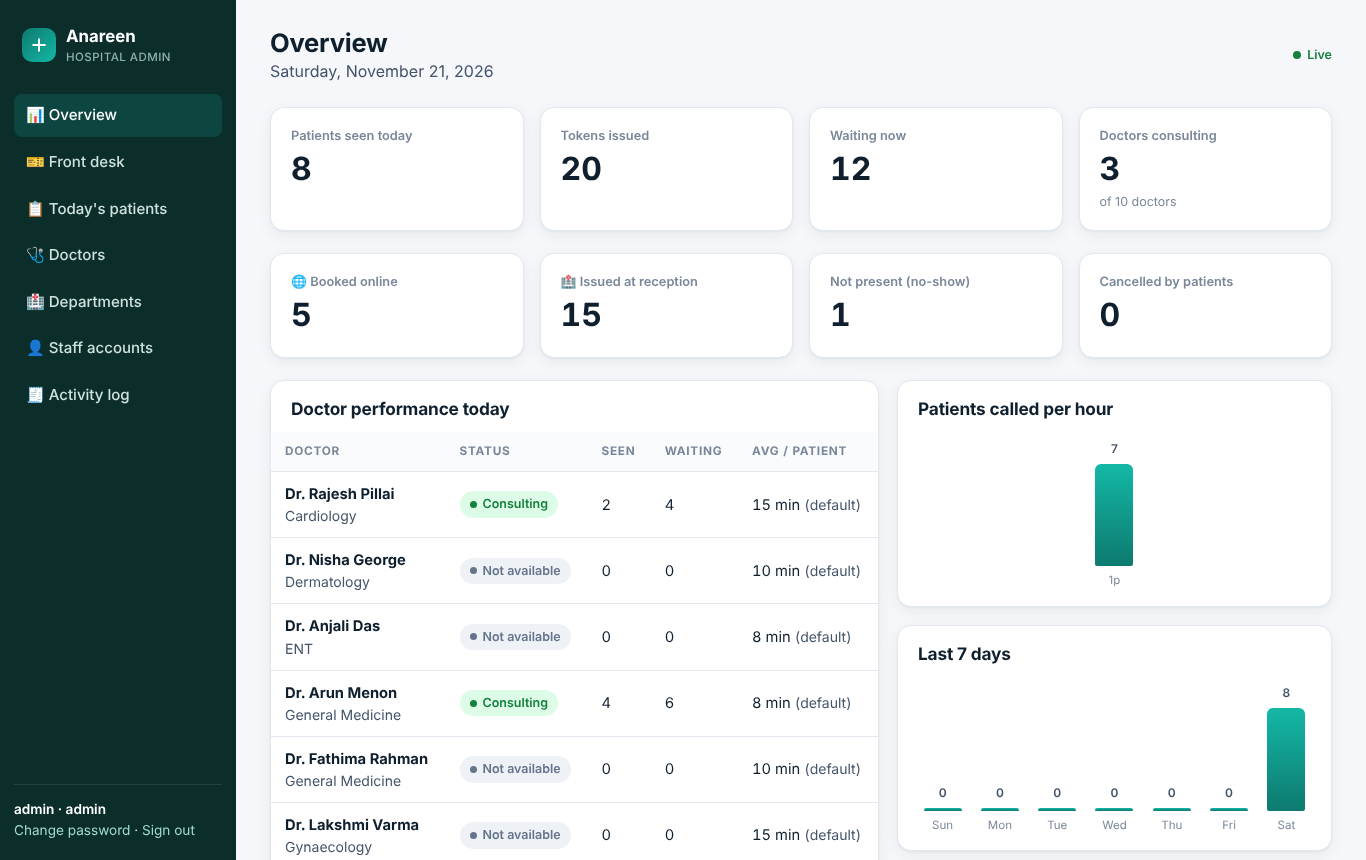 Anareen
HOSPITAL ADMIN
📊 Overview
🎫 Front desk
📋 Today's patients
🩺 Doctors
🏥 Departments
👤 Staff accounts
🧾 Activity log
admin · admin
Change password · Sign out
Overview
Saturday, November 21, 2026
Live
Patients seen today
8
Tokens issued
20
Waiting now
12
Doctors consulting
3
of 10 doctors
🌐 Booked online
5
🏥 Issued at reception
15
Not present (no-show)
1
Cancelled by patients
0
Doctor performance today
DOCTOR STATUS SEEN WAITING AVG / PATIENT
Dr. Rajesh Pillai
Cardiology
Consulting 2 4 15 min (default)
Dr. Nisha George
Dermatology
Not available 0 0 10 min (default)
Dr. Anjali Das
ENT
Not available 0 0 8 min (default)
Dr. Arun Menon
General Medicine
Consulting 4 6 8 min (default)
Dr. Fathima Rahman
General Medicine
Not available 0 0 10 min (default)
Dr. Lakshmi Varma
Gynaecology
Not available 0 0 15 min (default)
Patients called per hour
7
1p
Last 7 days
0 0 0 0 0 0 8
Sun Mon Tue Wed Thu Fri Sat